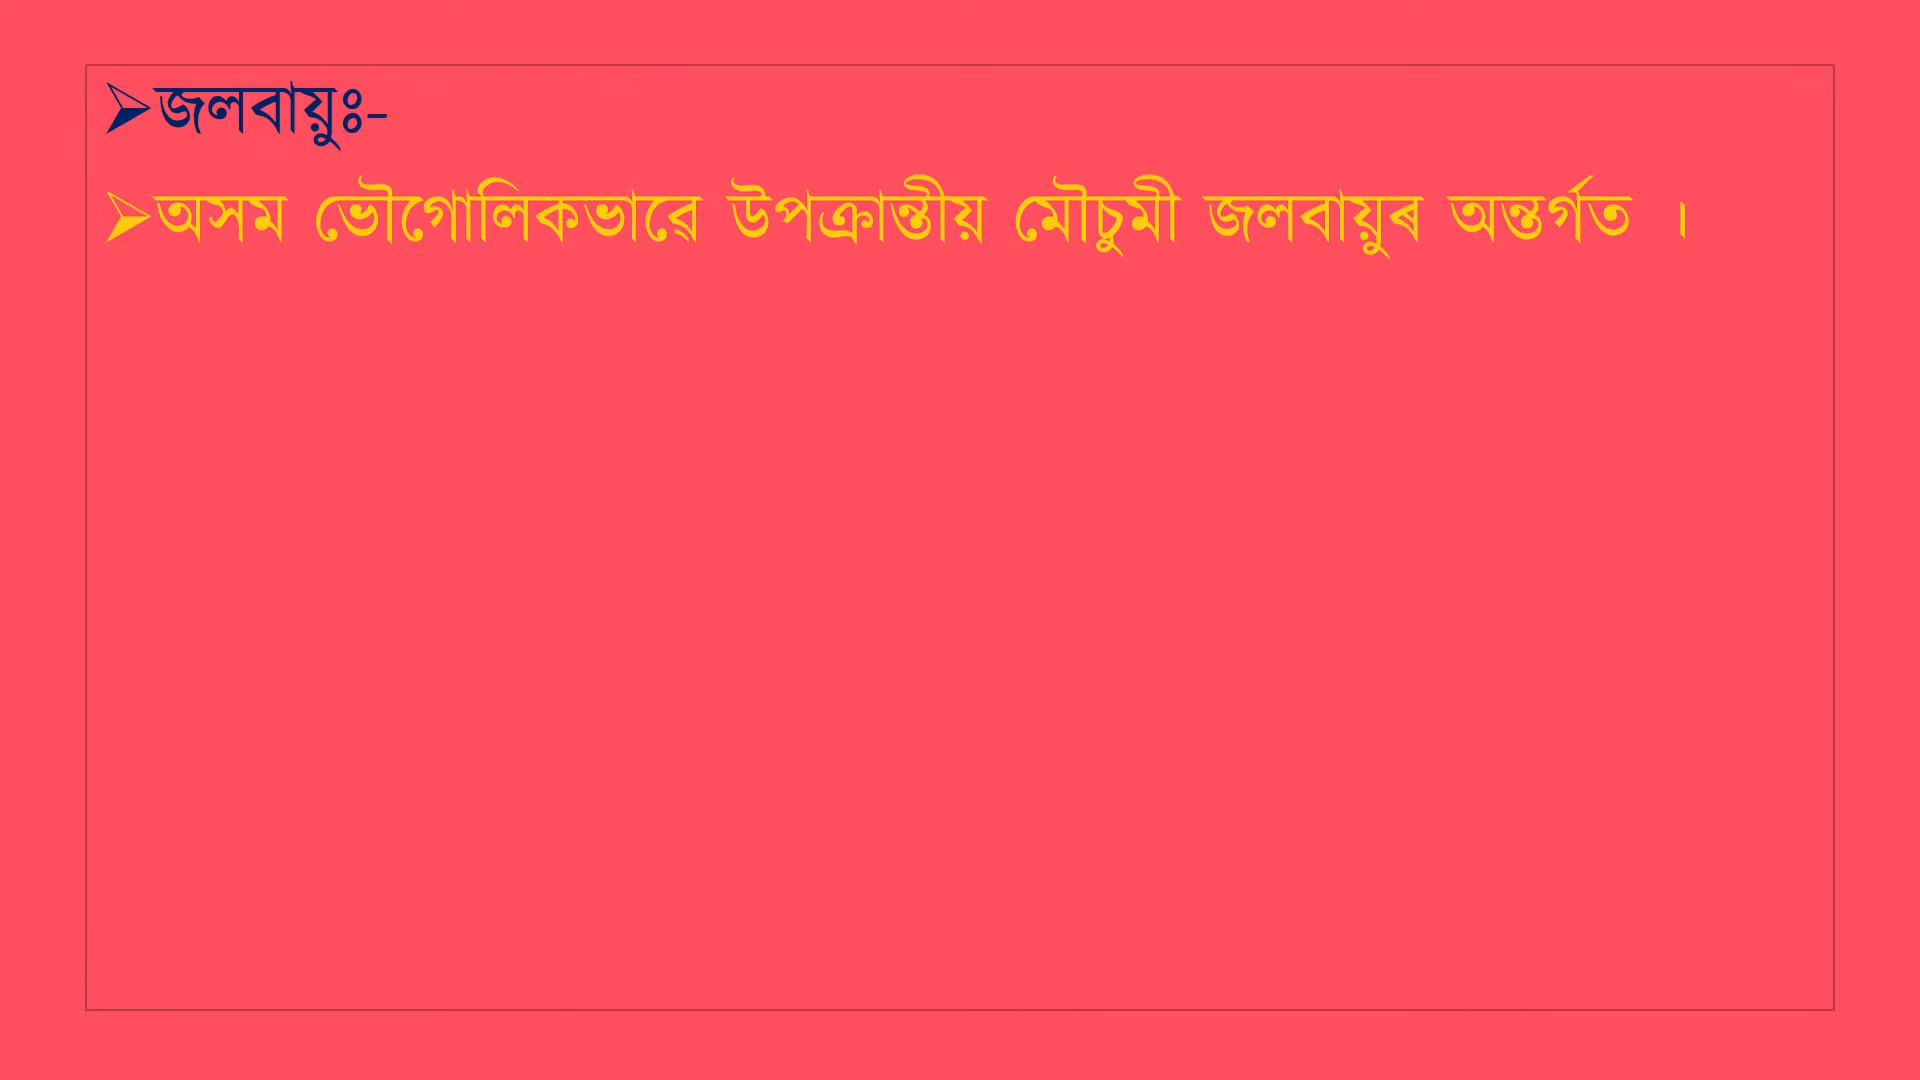 ➢জলবায়ুঃ-
➢অসম ভৌগোলিকভাৱে উপক্ৰান্তীয় মৌচুমী জলবায়ুৰ অন্তৰ্গত ।